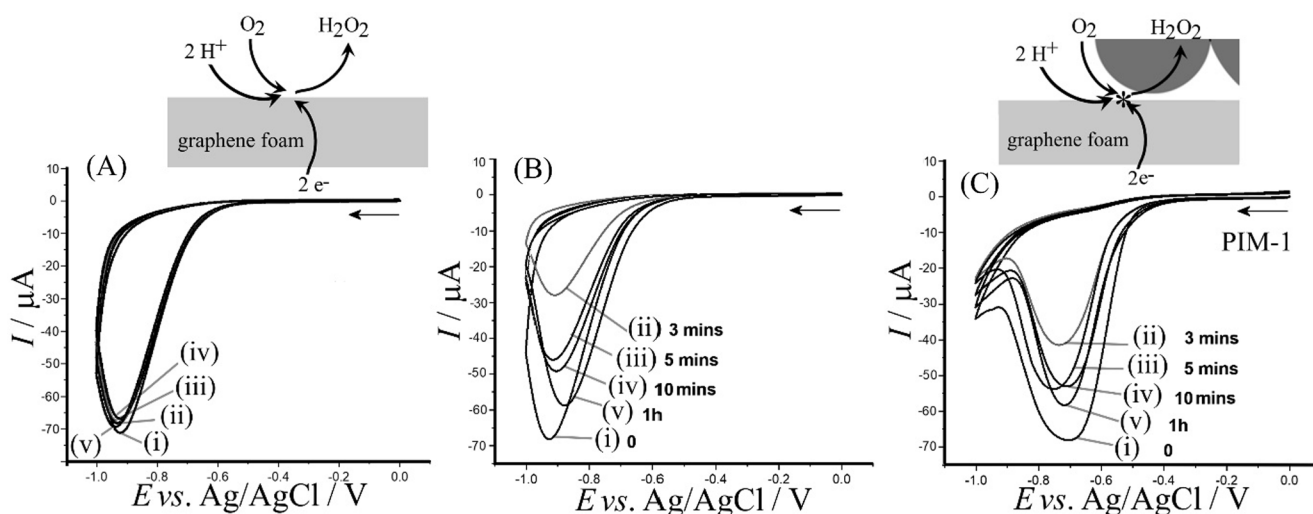 O2 H2O2
2 H+
graphene foam
2 e-
(A)
10
0
-10
-20
-30
-40
-50
-60
-70
I / µA
(iv)
(iii)
(ii)
(v) (i)
-1.0 -0.8 -0.6 -0.4 -0.2 0.0
E vs. Ag/AgCl / V
(B)
10
0
-10
-20
-30
-40
-50
-60
-70
I / µA
(ii) 3 mins
(iii) 5 mins
(iv) 10 mins
(v) 1h
(i) 0
-1.0 -0.8 -0.6 -0.4 -0.2 0.0
E vs. Ag/AgCl / V
O2 H2O2
2 H+
*
graphene foam
2e-
(C)
10
0
-10
-20
-30
-40
-50
-60
-70
I / µA
PIM-1
(ii) 3 mins
(iii) 5 mins
(iv) 10 mins
(v) 1h
(i) 0
-1.0 -0.8 -0.6 -0.4 -0.2 0.0
E vs. Ag/AgCl / V